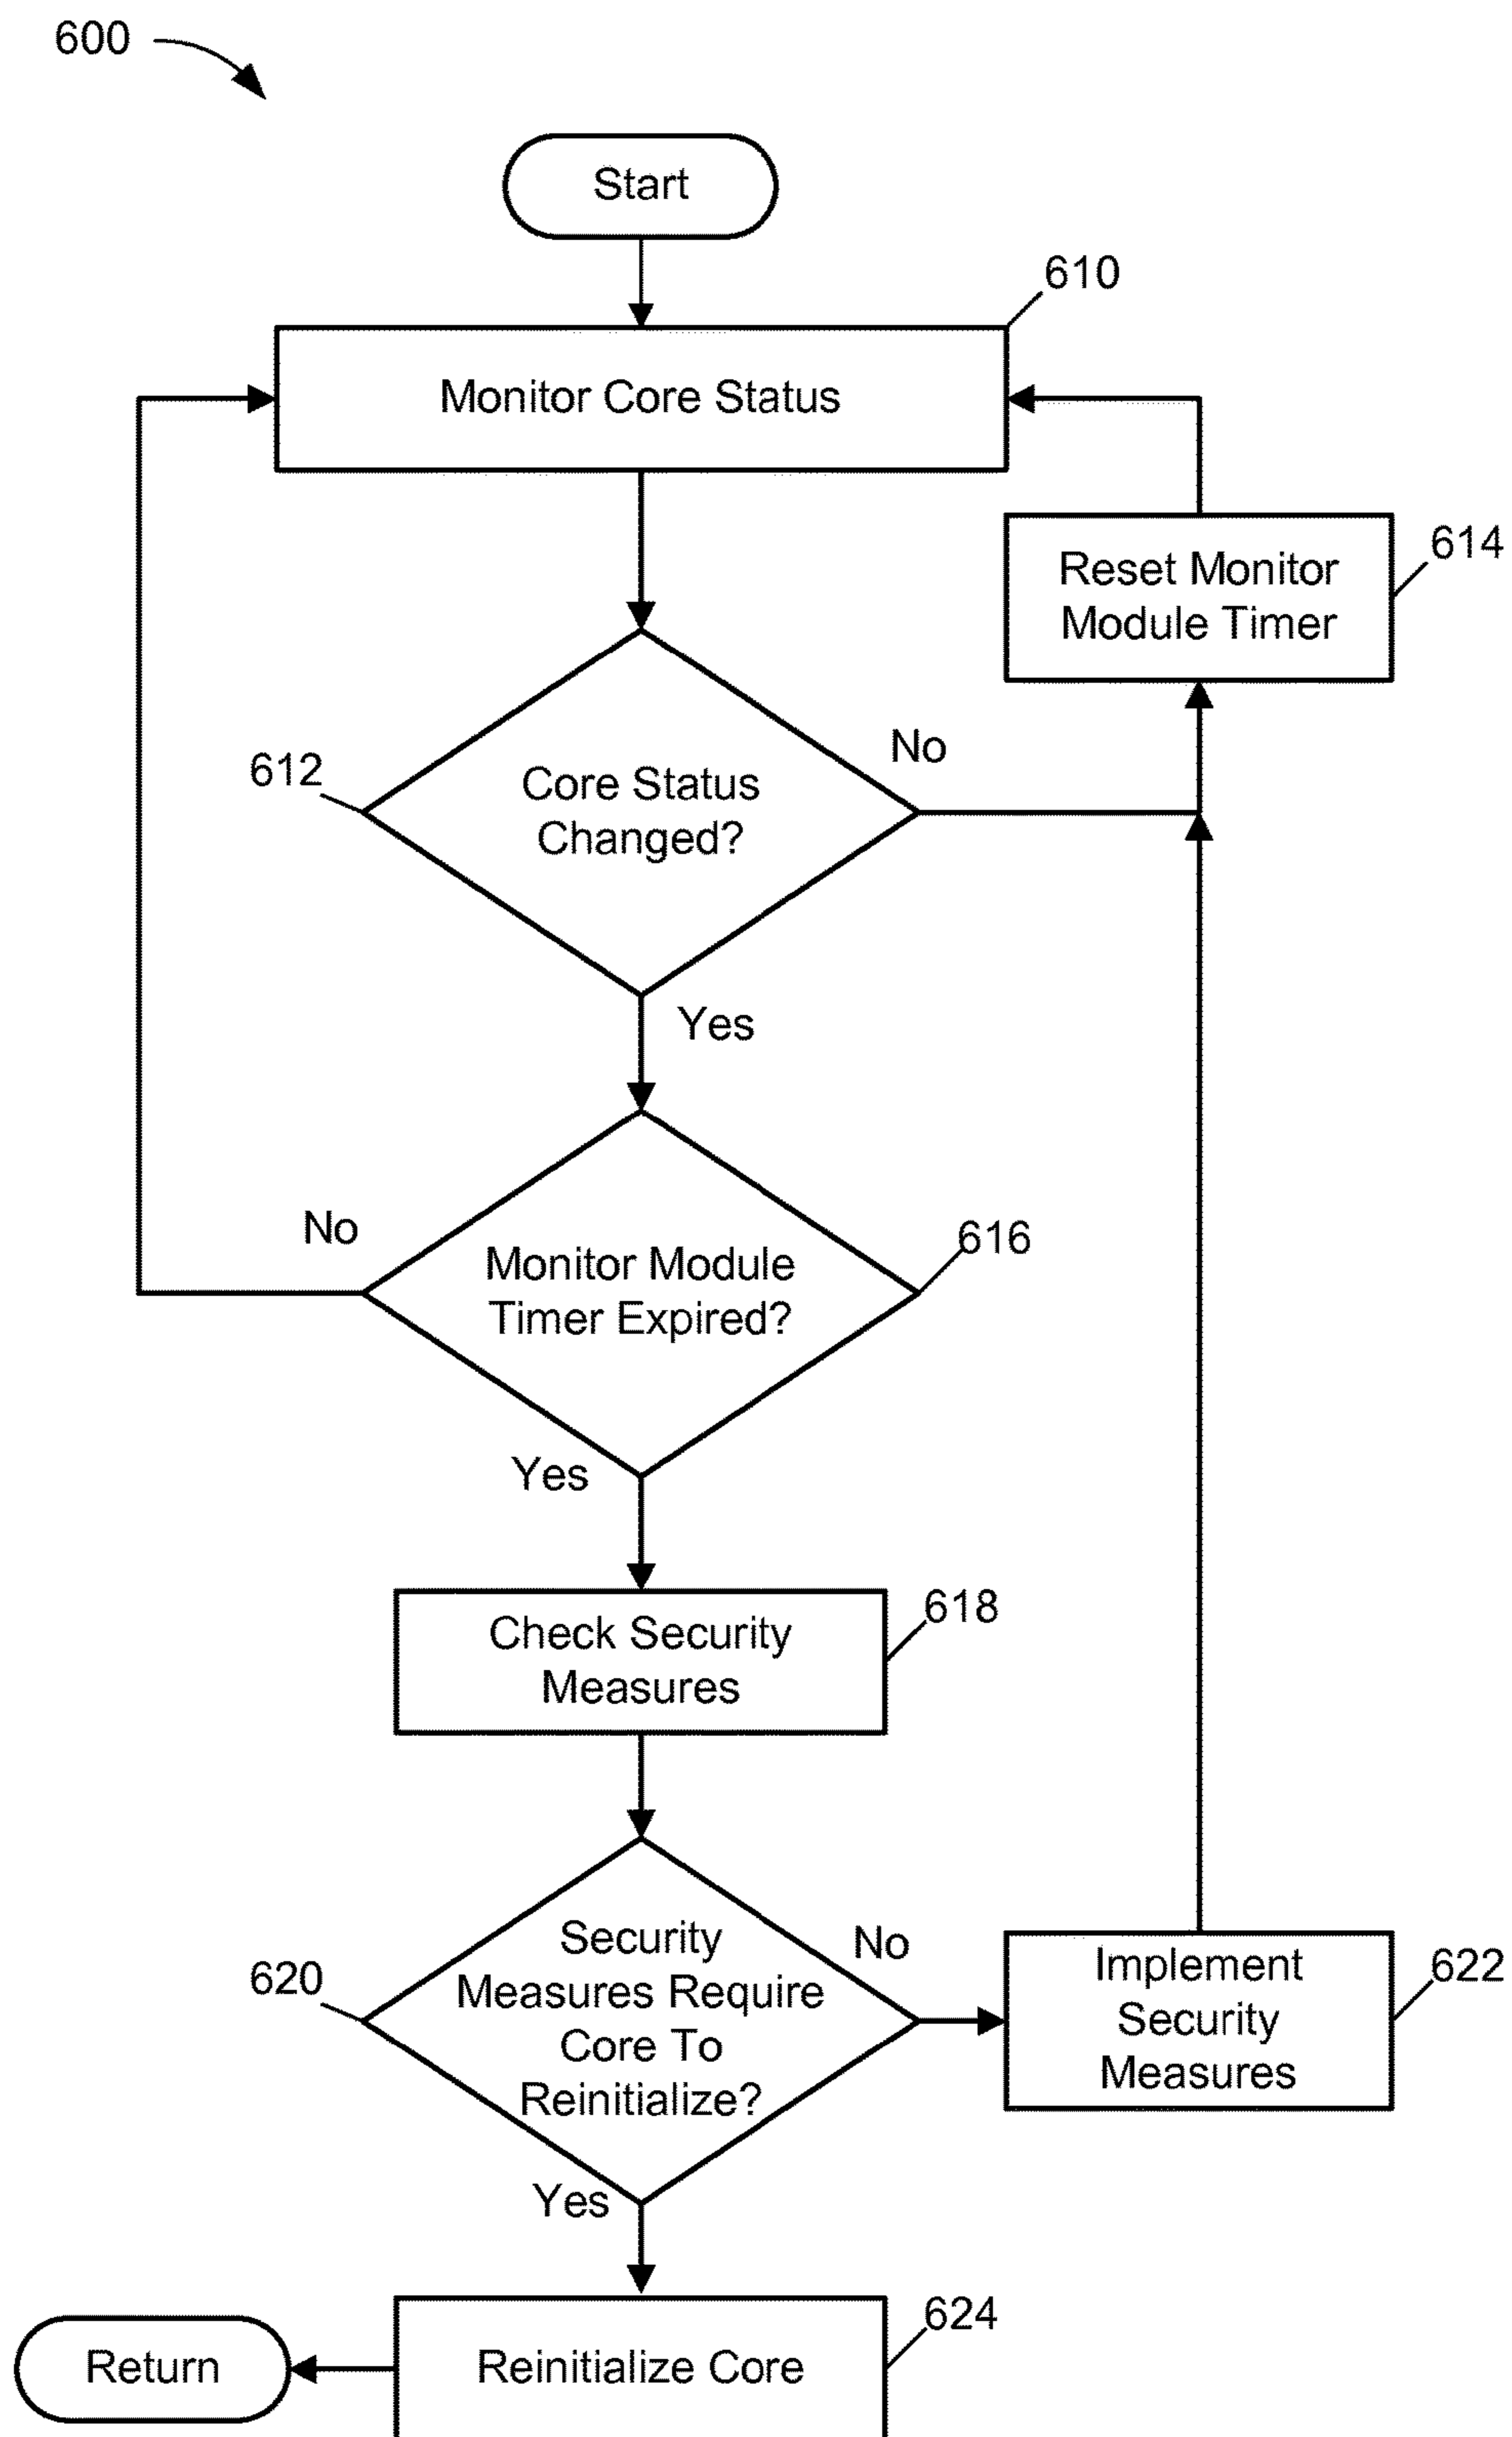 600
Start
610
Monitor Core Status
614
Reset Monitor
Module Timer
No
612
Core Status
Changed?
Yes
No
616
Monitor Module
Timer Expired?
Yes
618
Check Security
Measures
620
Security
Measures Require
Core To
Reinitialize?
No
622
Implement
Security
Measures
Yes
624
Reinitialize Core
Return